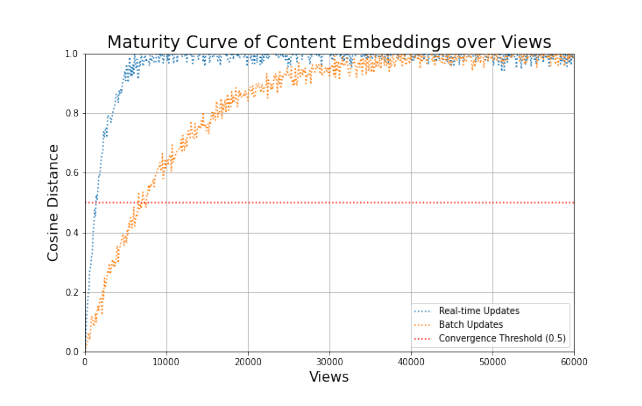 Maturity Curve of Content Embeddings over Views
1.0
0.8
0.6
0.4
0.2
0.0
Cosine Distance
0
10000
20000
30000
40000
50000
60000
Views
Real-time Updates
Batch Updates
Convergence Threshold (0.5)